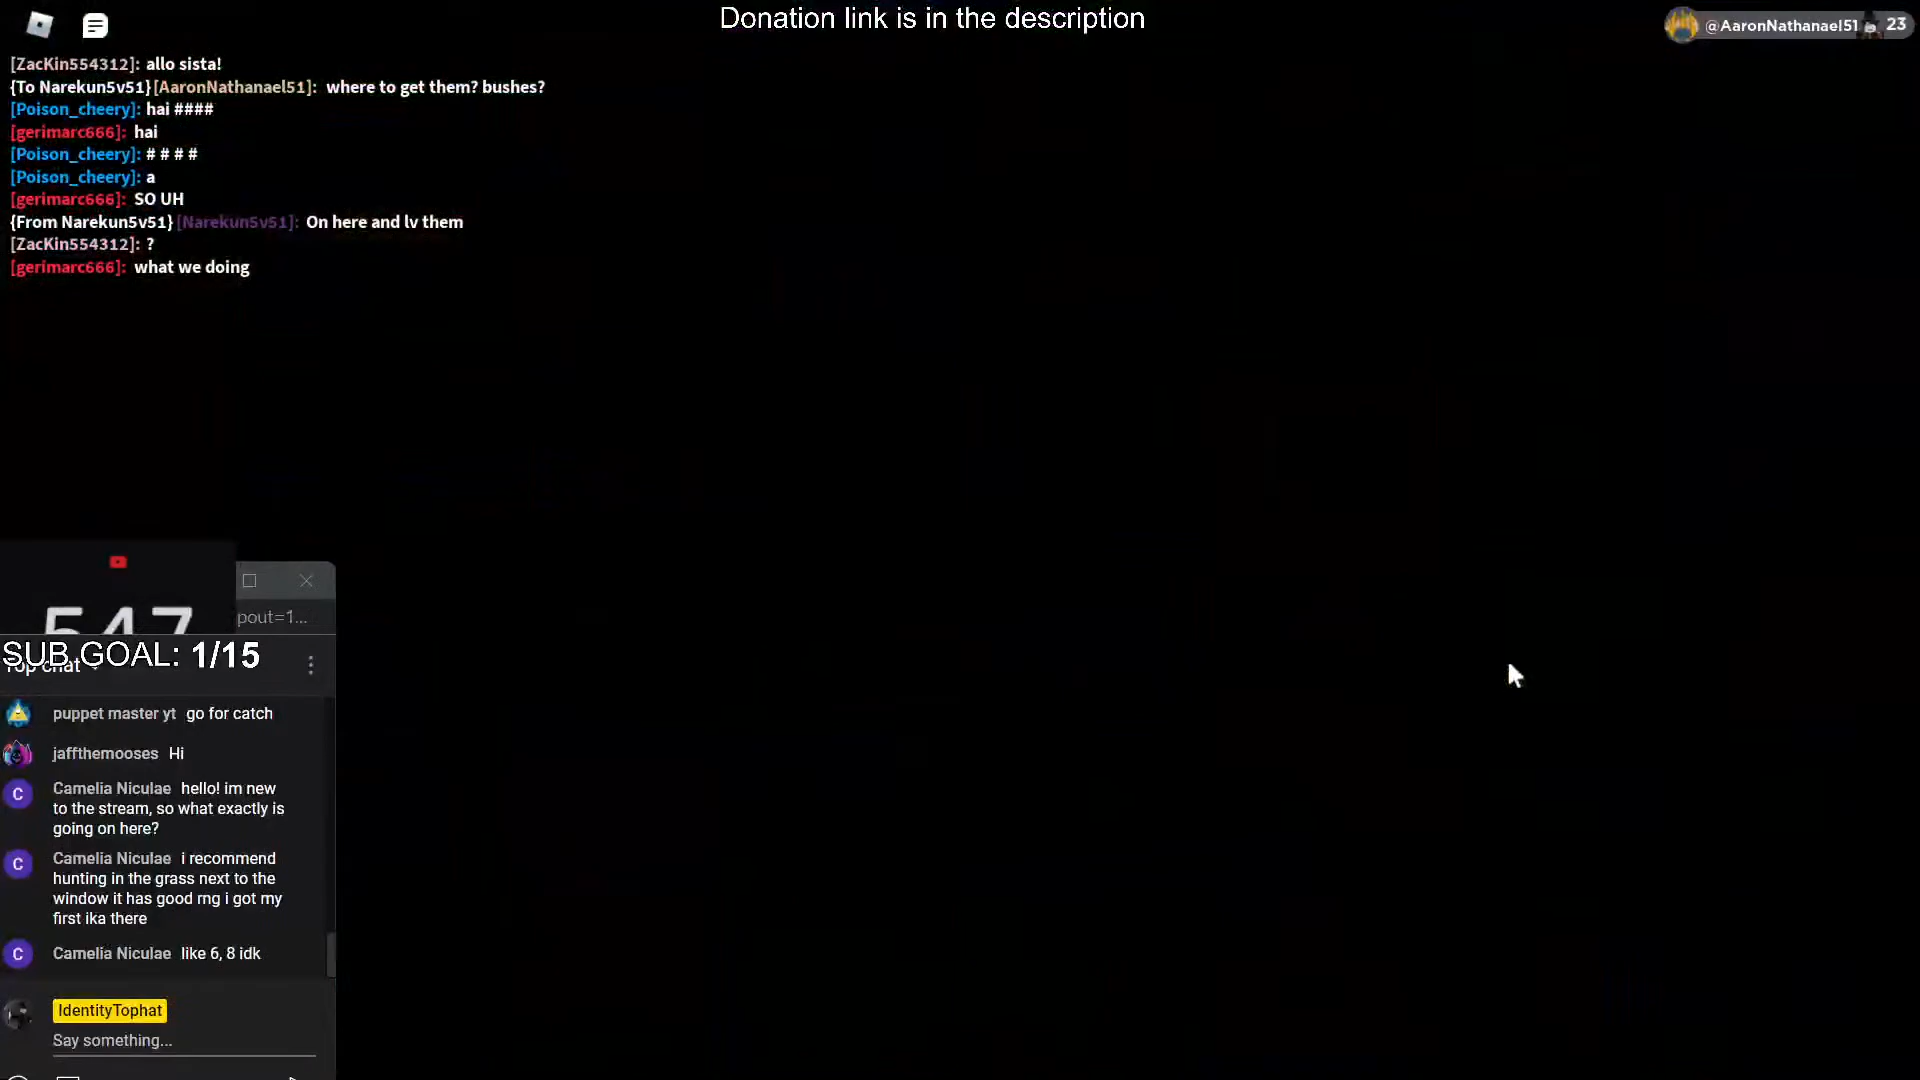 Donation link is in the description
@AaronNathanael51 23
[ZacKin554312]: allo sista!
{To Narekun5v51}[AaronNathanael51]: where to get them? bushes?
[Poison_cheery]: hai ####
[gerimarc666]: hai
[Poison_cheery]: # # # #
[Poison_cheery]: a
[gerimarc666]: SO UH
{From Narekun5v51}[Narekun5v51]: On here and lv them
[ZacKin554312]: ?
[gerimarc666]: what we doing
547
pout=1...
SUB GOAL: 1/15
Top chat
puppet master yt go for catch
jaffthemooses Hi
C
Camelia Niculae hello! im new
to the stream, so what exactly is
going on here?
C
Camelia Niculae i recommend
hunting in the grass next to the
window it has good rng i got my
first ika there
C
Camelia Niculae like 6, 8 idk
IdentityTophat
Say something...